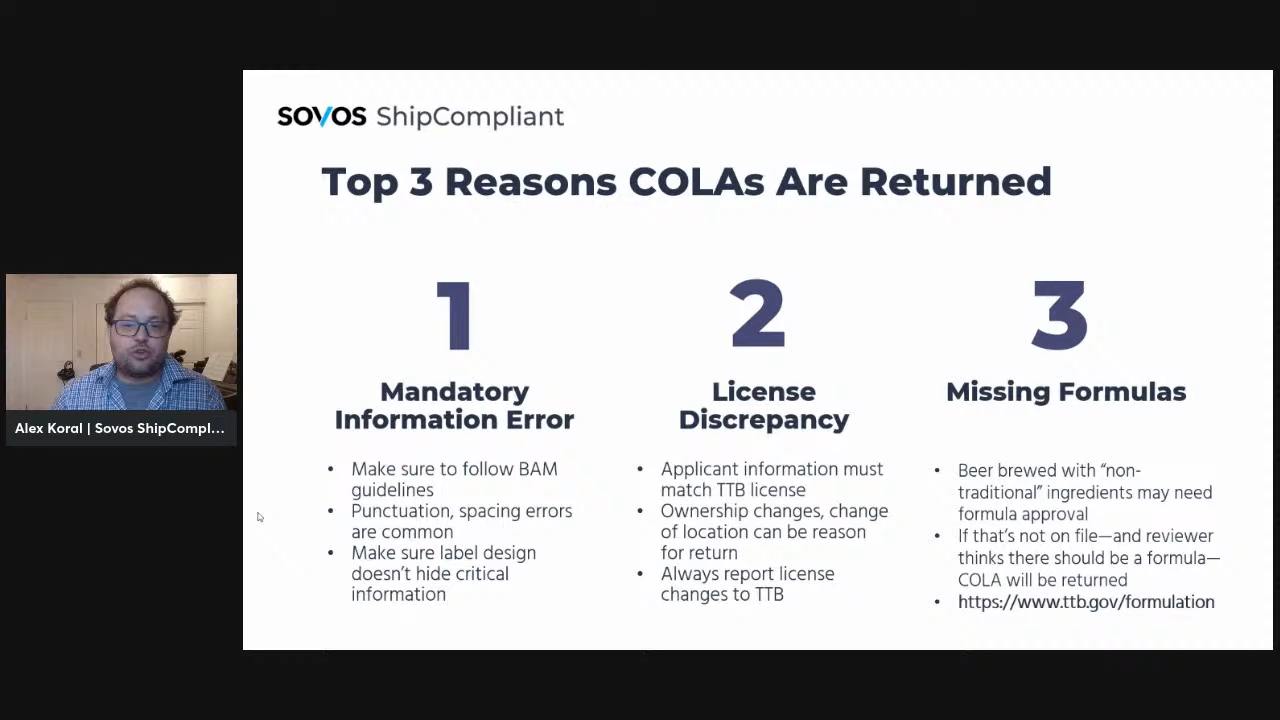 SOVOS ShipCompliant
Top 3 Reasons COLAs Are Returned
1
Mandatory
Information Error
• Make sure to follow BAM
guidelines
• Punctuation, spacing errors
are common
• Make sure label design
doesn't hide critical
information
2
License
Discrepancy
• Applicant information must
match TTB license
• Ownership changes, change
of location can be reason
for return
• Always report license
changes to TTB
3
Missing Formulas
• Beer brewed with “non-
traditional” ingredients may need
formula approval
• If that's not on file—and reviewer
thinks there should be a formula—
COLA will be returned
• https://www.ttb.gov/formulation
Alex Koral | Sovos ShipCompl...